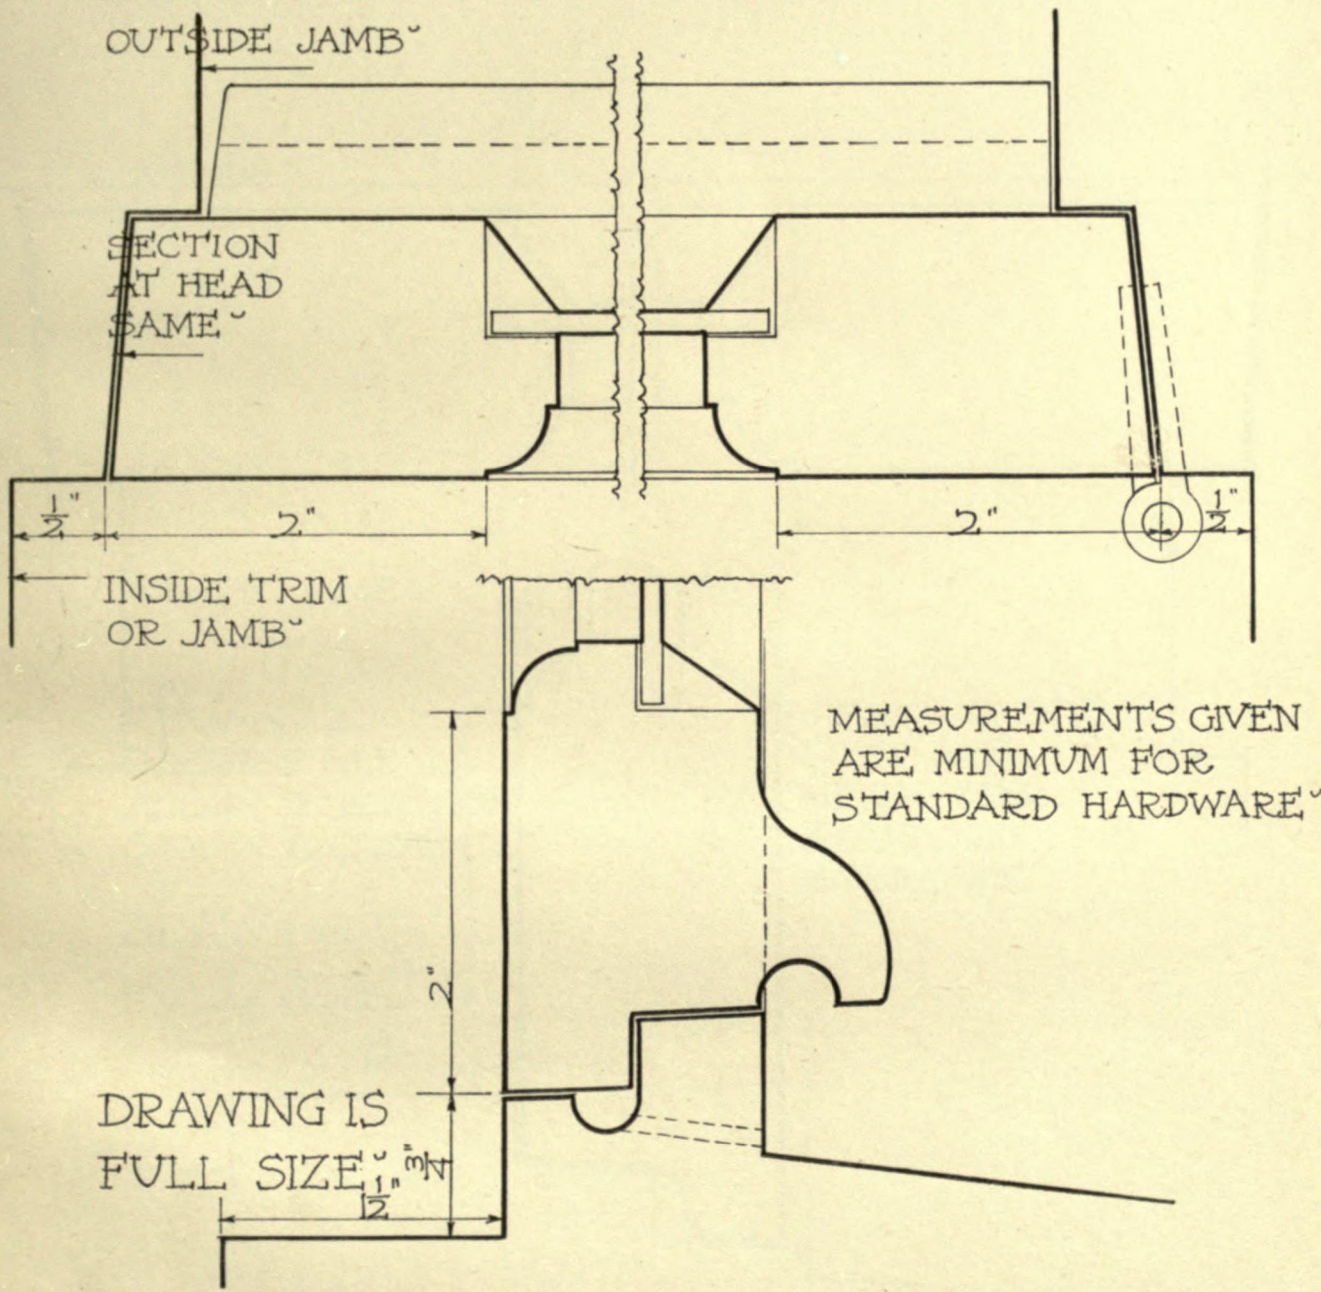 OUTSIDE JAMB
SECTION
AT HEAD
SAME
1/2"
2"
2"
1/2"
INSIDE TRIM
OR JAMB
MEASUREMENTS GIVEN
ARE MINIMUM FOR
STANDARD HARDWARE
2"
DRAWING IS
FULL SIZE
3/4"
1 1/2"